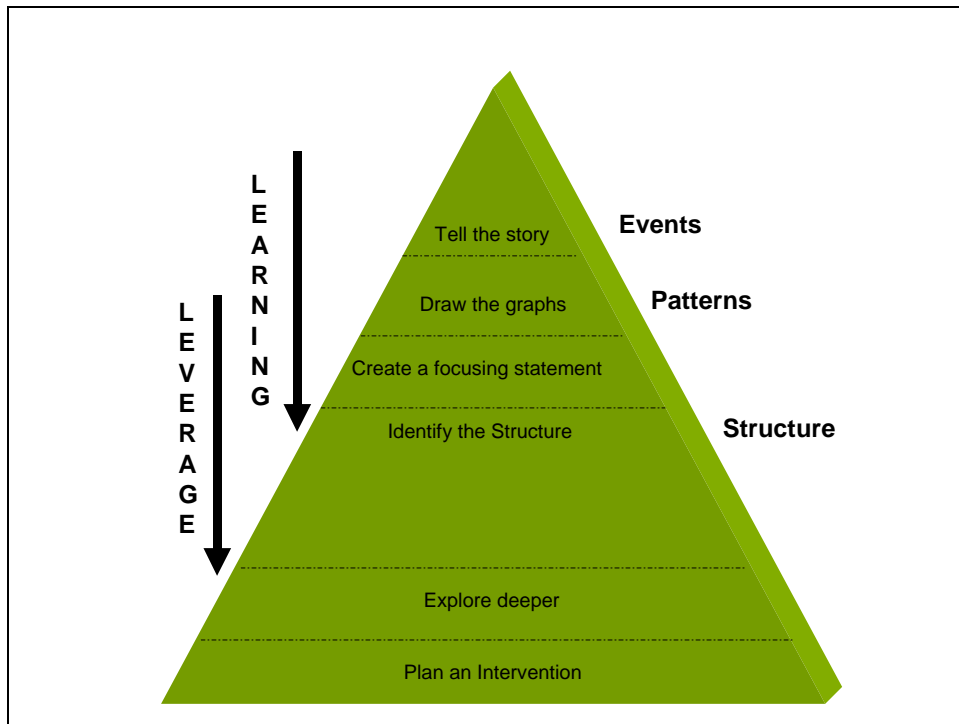 LEARNING
LEVERAGE
Tell the story
Events
Draw the graphs
Patterns
Create a focusing statement
Identify the Structure
Structure
Explore deeper
Plan an Intervention